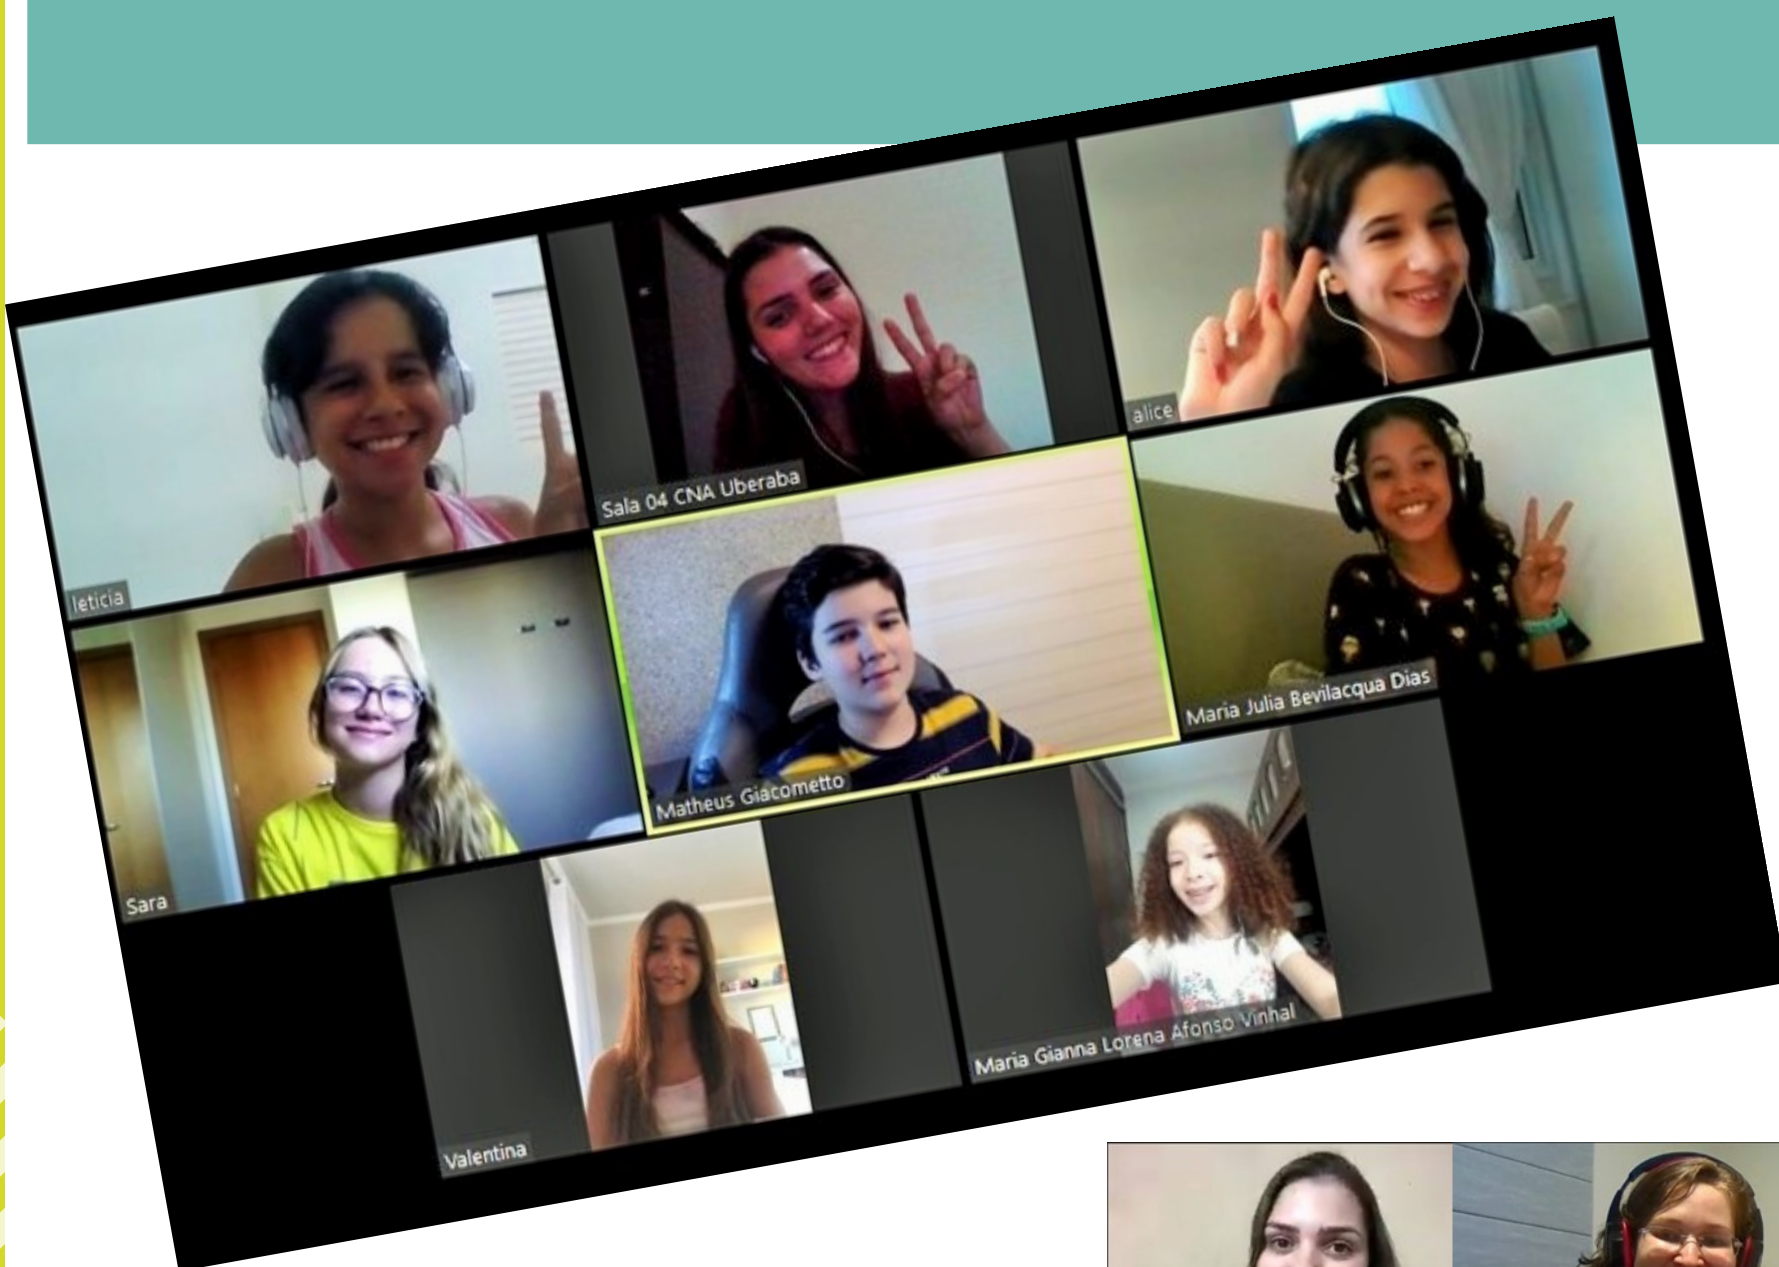 leticia
Sala 04 CNA Uberaba
alice
Sara
Matheus Giacometto
Maria Julia Bevilacqua Dias
Valentina
Maria Gianna Lorena Afonso Vinhal